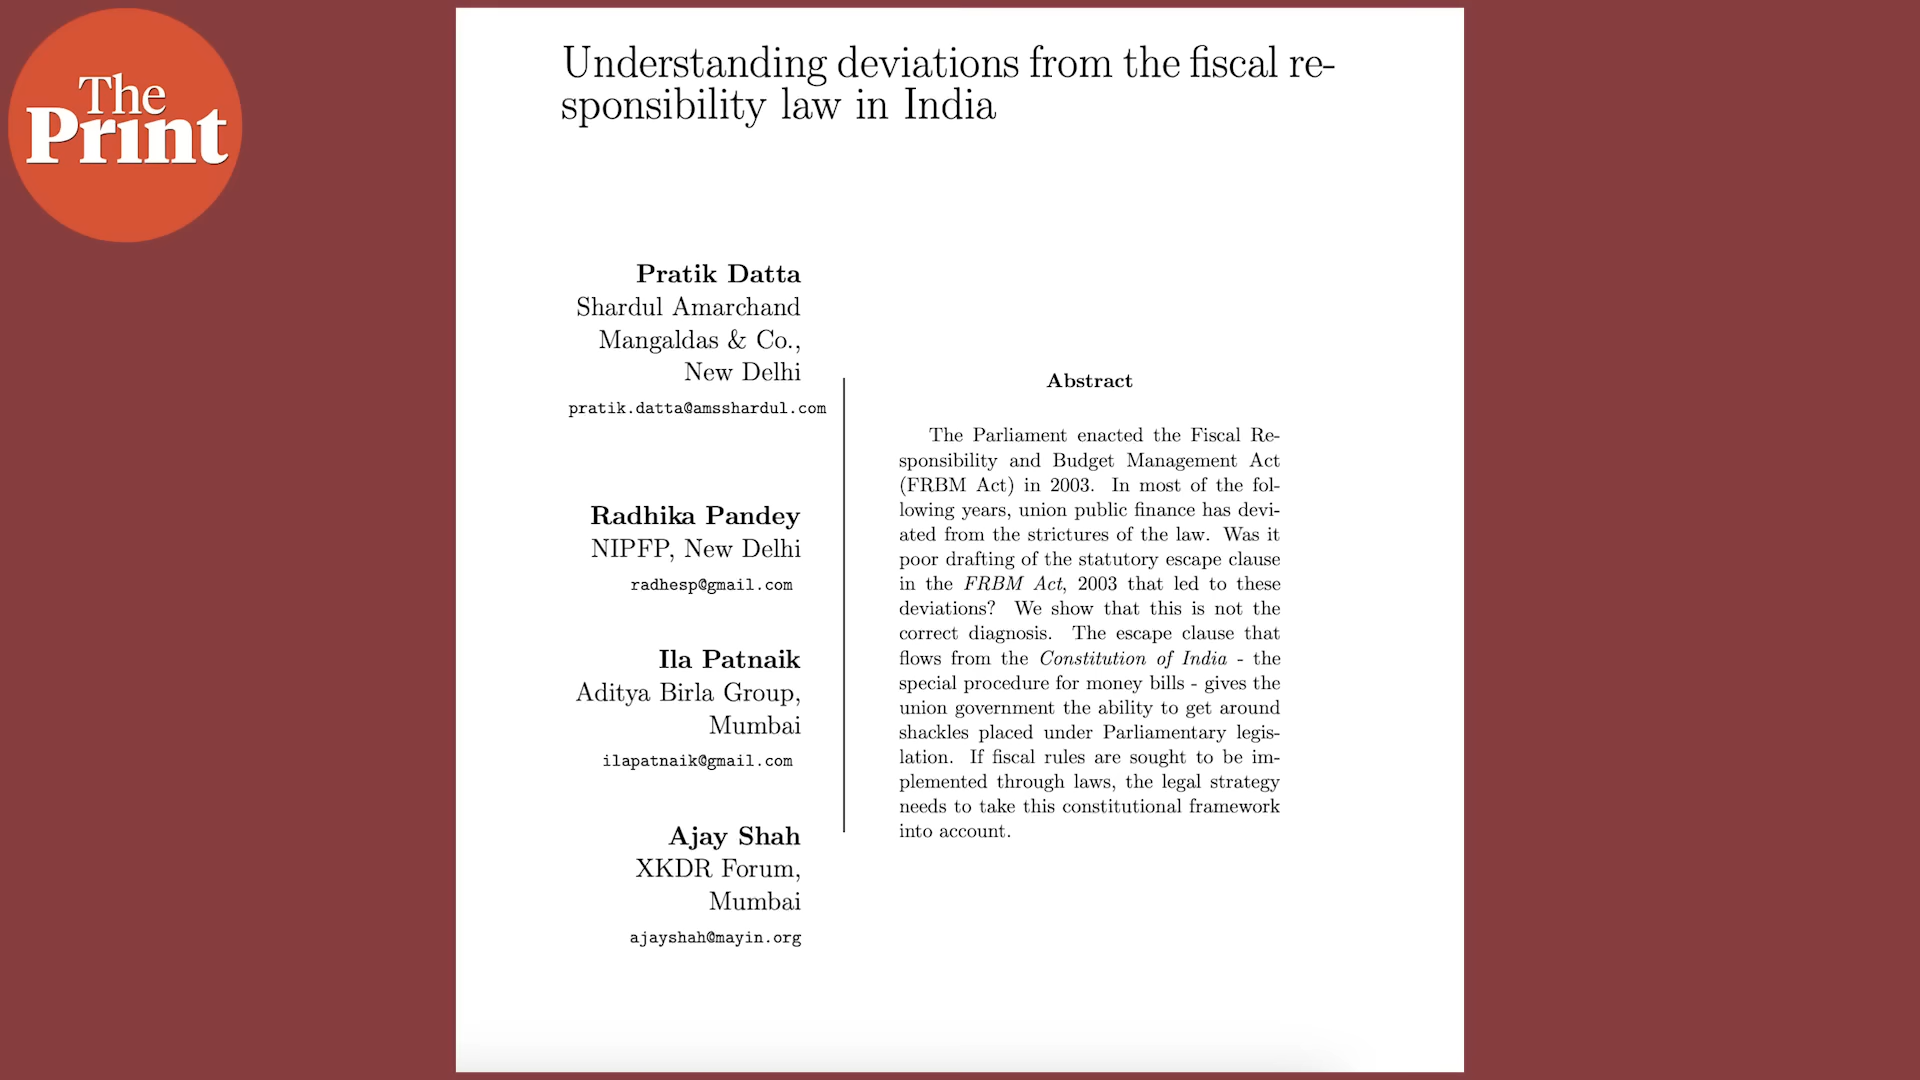 The
Print
Understanding deviations from the fiscal re-
sponsibility law in India
Pratik Datta
Shardul Amarchand
Mangaldas & Co.,
New Delhi
pratik.datta@amsshardul.com
Radhika Pandey
NIPFP, New Delhi
radhesp@gmail.com
Ila Patnaik
Aditya Birla Group,
Mumbai
ilapatnaik@gmail.com
Ajay Shah
XKDR Forum,
Mumbai
ajayshah@mayin.org
Abstract
The Parliament enacted the Fiscal Re-
sponsibility and Budget Management Act
(FRBM Act) in 2003. In most of the fol-
lowing years, union public finance has devi-
ated from the strictures of the law. Was it
poor drafting of the statutory escape clause
in the FRBM Act, 2003 that led to these
deviations? We show that this is not the
correct diagnosis. The escape clause that
flows from the Constitution of India - the
special procedure for money bills - gives the
union government the ability to get around
shackles placed under Parliamentary legis-
lation. If fiscal rules are sought to be im-
plemented through laws, the legal strategy
needs to take this constitutional framework
into account.